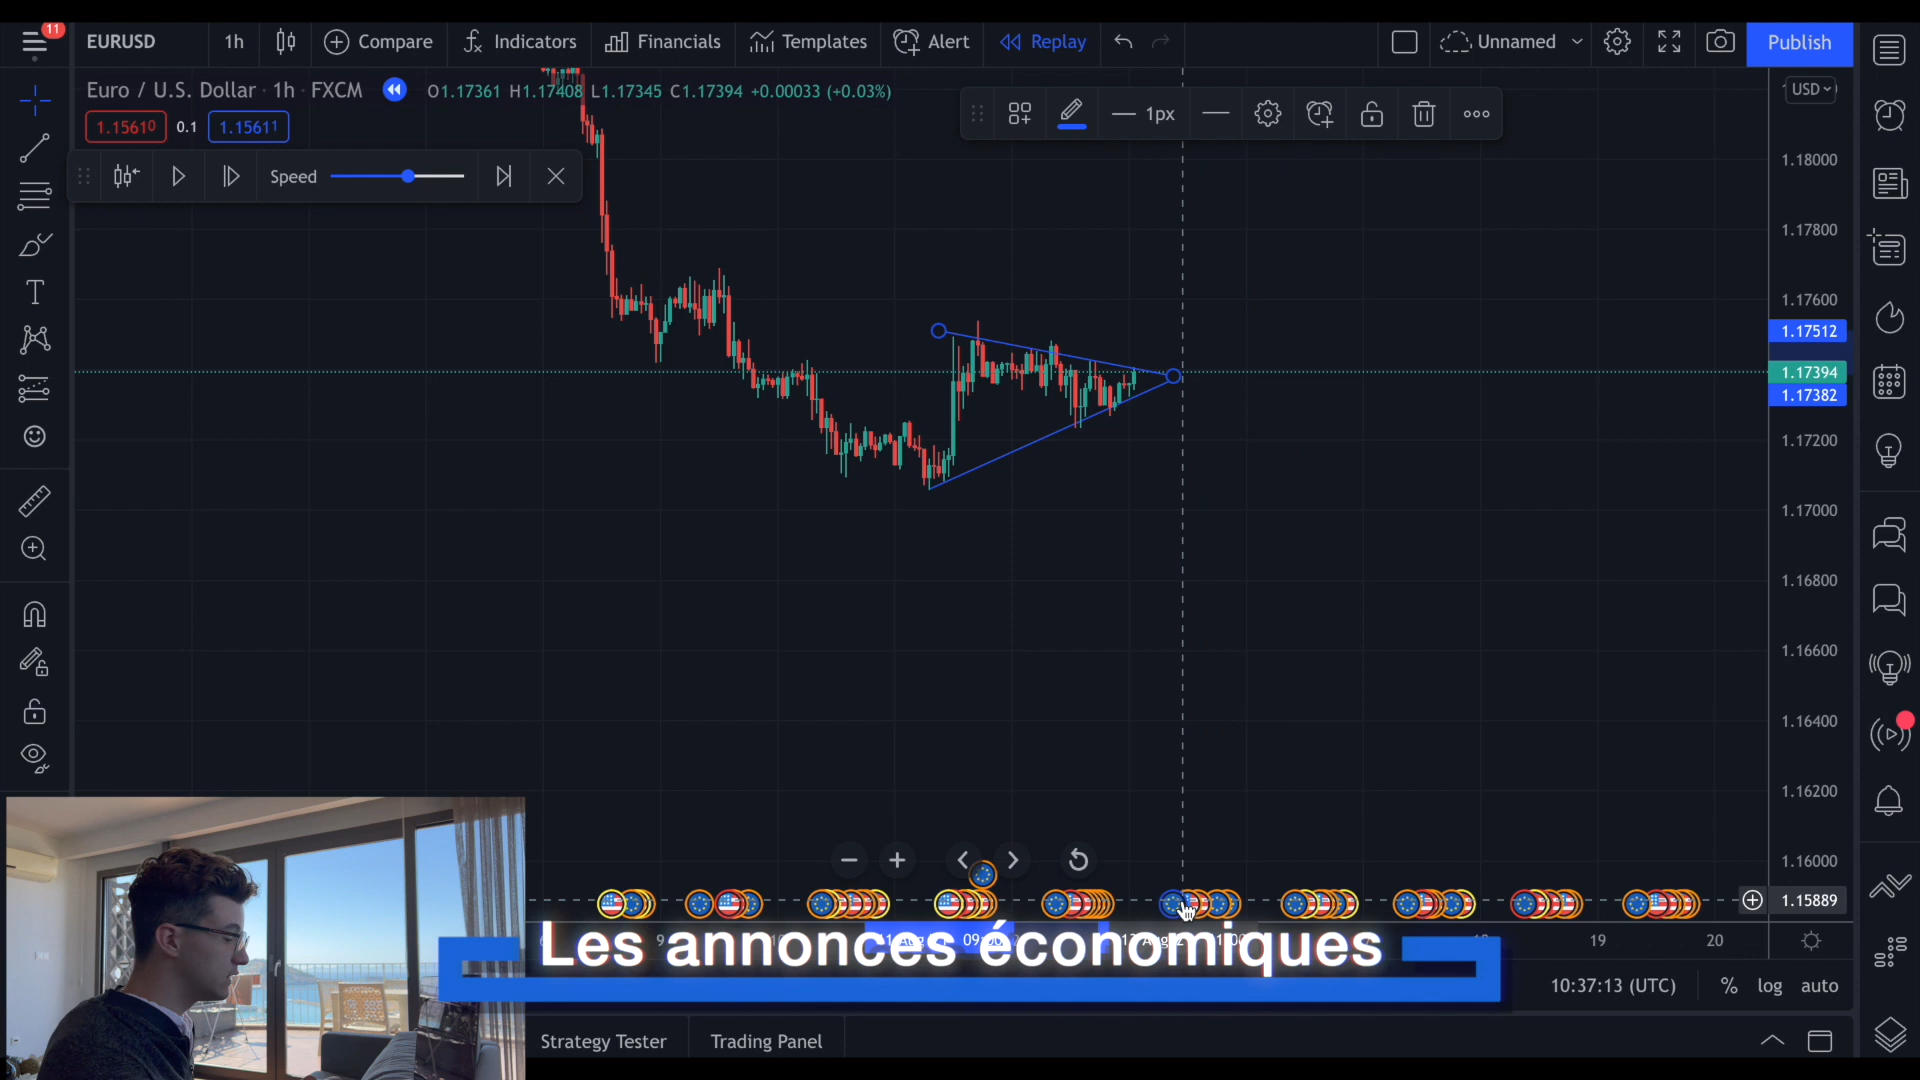 11
EURUSD
1h
Compare
Indicators
Financials
Templates
Alert
Replay
Unnamed
Publish
Euro / U.S. Dollar · 1h · FXCM
O1.17361 H1.17408 L1.17345 C1.17394 +0.00033 (+0.03%)
USD
1.15610
0.1
1.15611
1px
Speed
1.18000
1.17800
1.17600
1.17512
1.17394
1.17382
1.17200
1.17000
1.16800
1.16600
1.16400
1.16200
1.16000
1.15889
Les annonces économiques
18
19
20
10:37:13 (UTC)
%
log
auto
Strategy Tester
Trading Panel